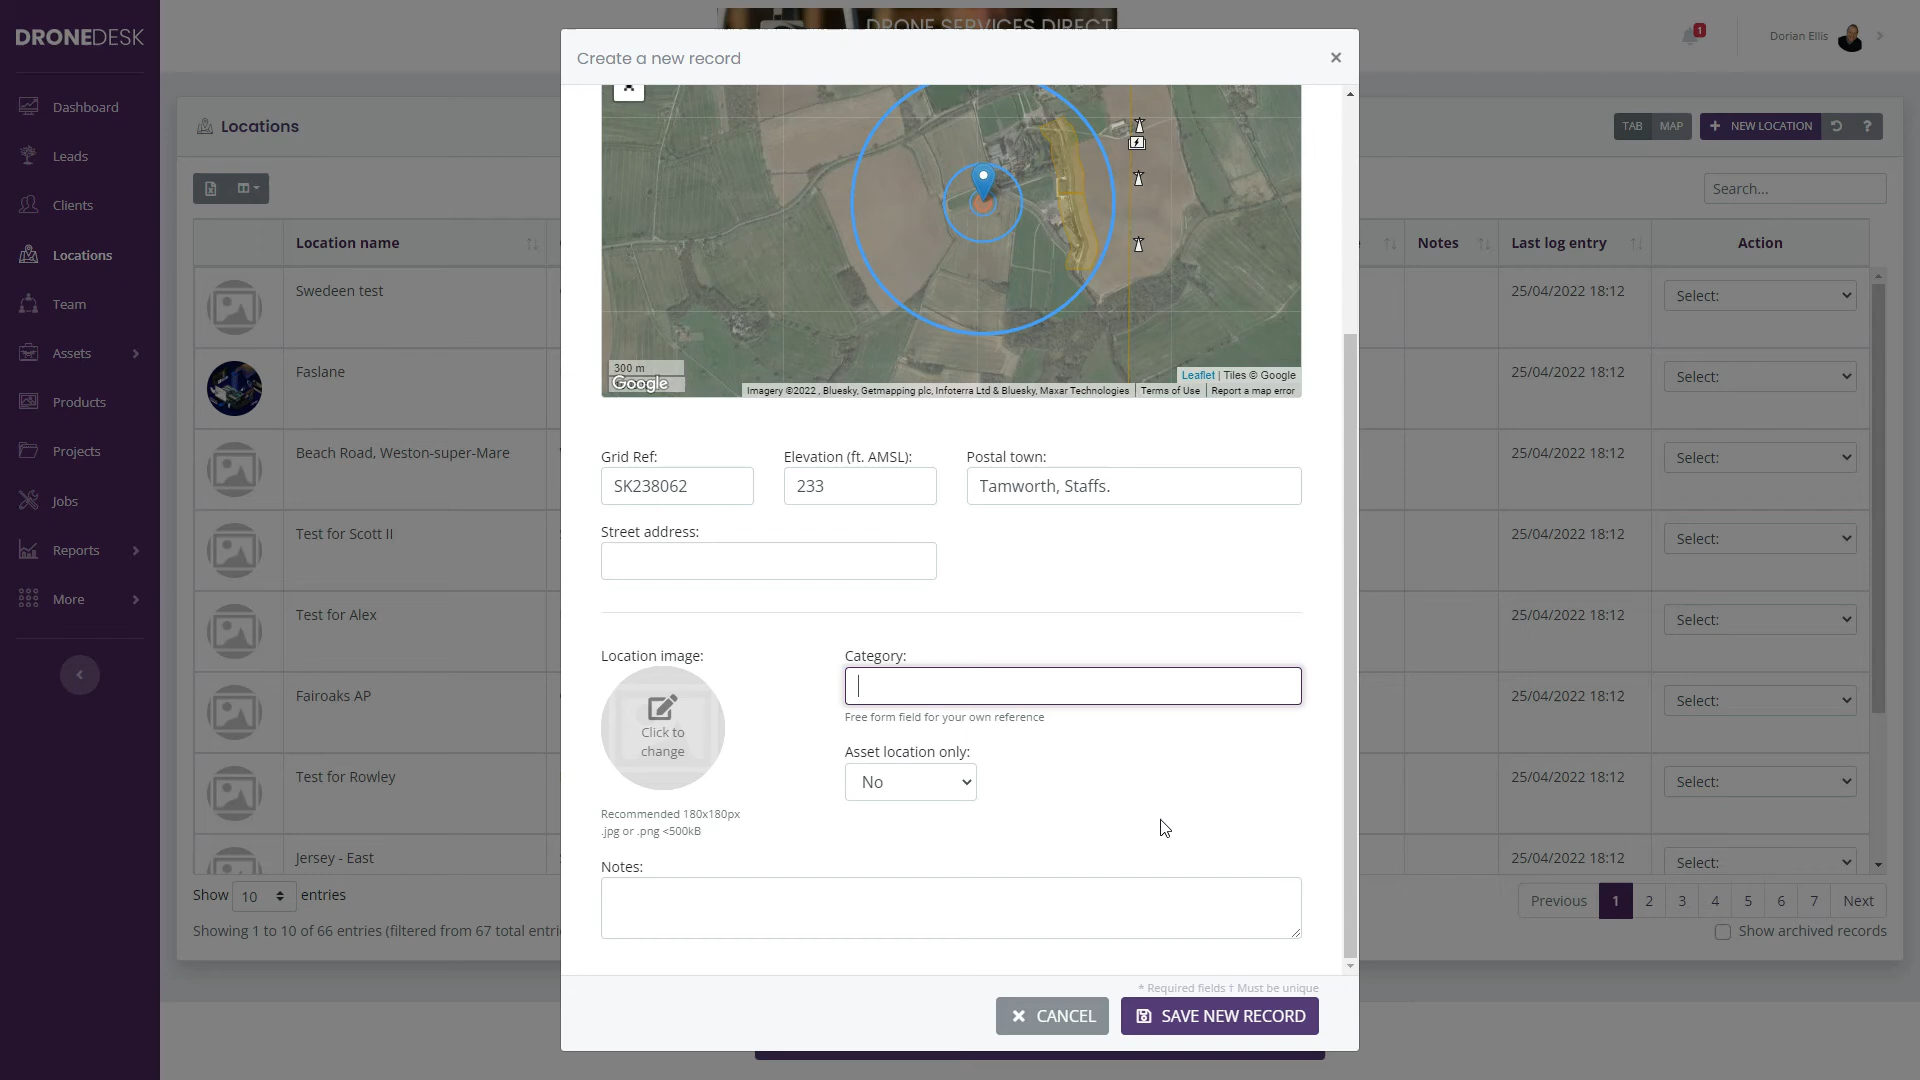 DRONE SERVICES DIRECT
DRONEDESK
Dashboard
Leads
Clients
Locations
Team
Assets
Products
Projects
Jobs
Reports
More
1
Dorian Ellis
Locations
TAB
MAP
NEW LOCATION
?
Search...
Location name
Notes
Last log entry
Action
Swedeen test
25/04/2022 18:12
Select:
Faslane
25/04/2022 18:12
Select:
Beach Road, Weston-super-Mare
25/04/2022 18:12
Select:
Test for Scott II
25/04/2022 18:12
Select:
Test for Alex
25/04/2022 18:12
Select:
Fairoaks AP
25/04/2022 18:12
Select:
Test for Rowley
25/04/2022 18:12
Select:
Jersey - East
25/04/2022 18:12
Select:
Show 10 entries
Showing 1 to 10 of 66 entries (filtered from 67 total
Previous 1 2 3 4 5 6 7 Next
Show archived records
Create a new record
×
300 m
Google
Leaflet | Tiles © Google
Imagery ©2022 , Bluesky, Getmapping plc, Infoterra Ltd & Bluesky, Maxar Technologies
Terms of Use
Report a map error
Grid Ref:
SK238062
Elevation (ft. AMSL):
233
Postal town:
Tamworth, Staffs.
Street address:
Location image:
Click to
change
Recommended 180x180px
.jpg or .png <500kB
Category:
Free form field for your own reference
Asset location only:
No
Notes:
* Required fields † Must be unique
CANCEL
SAVE NEW RECORD